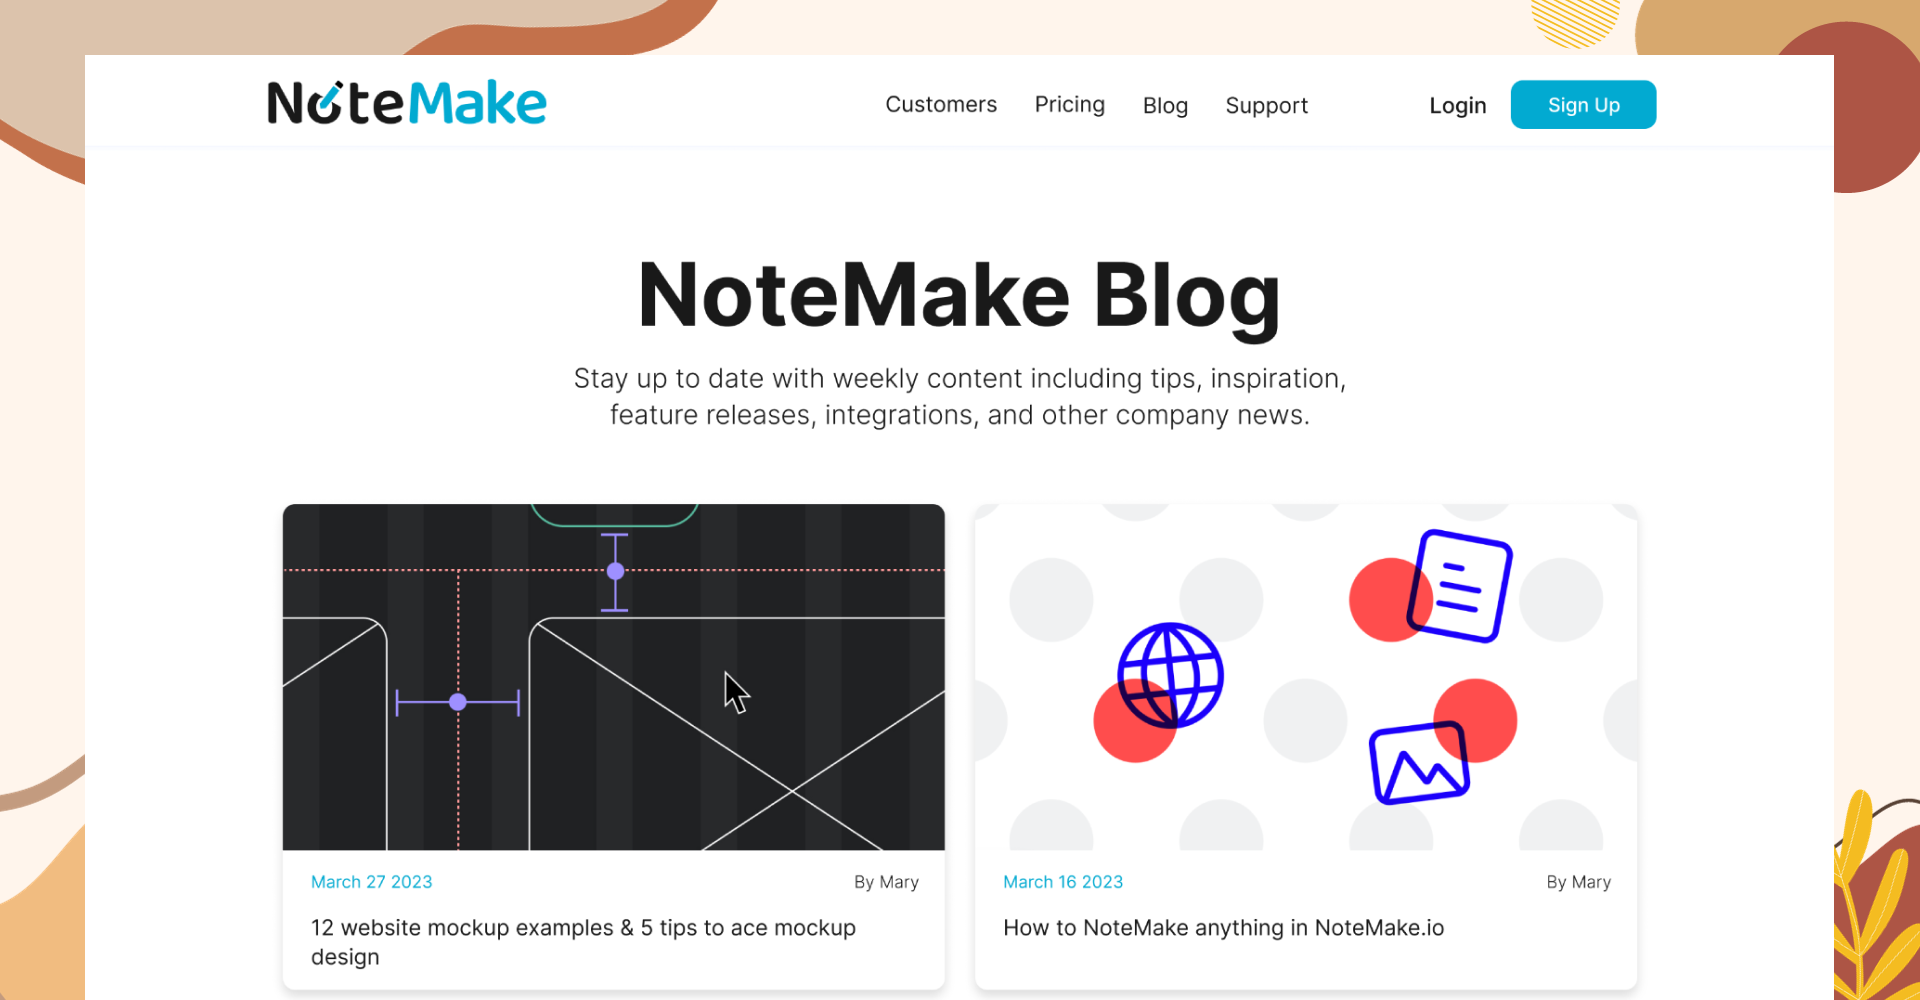 NoteMake
Customers Pricing Blog Support Login Sign Up
NoteMake Blog
Stay up to date with weekly content including tips, inspiration,
feature releases, integrations, and other company news.
March 27 2023 By Mary
12 website mockup examples & 5 tips to ace mockup
design
March 16 2023 By Mary
How to NoteMake anything in NoteMake.io